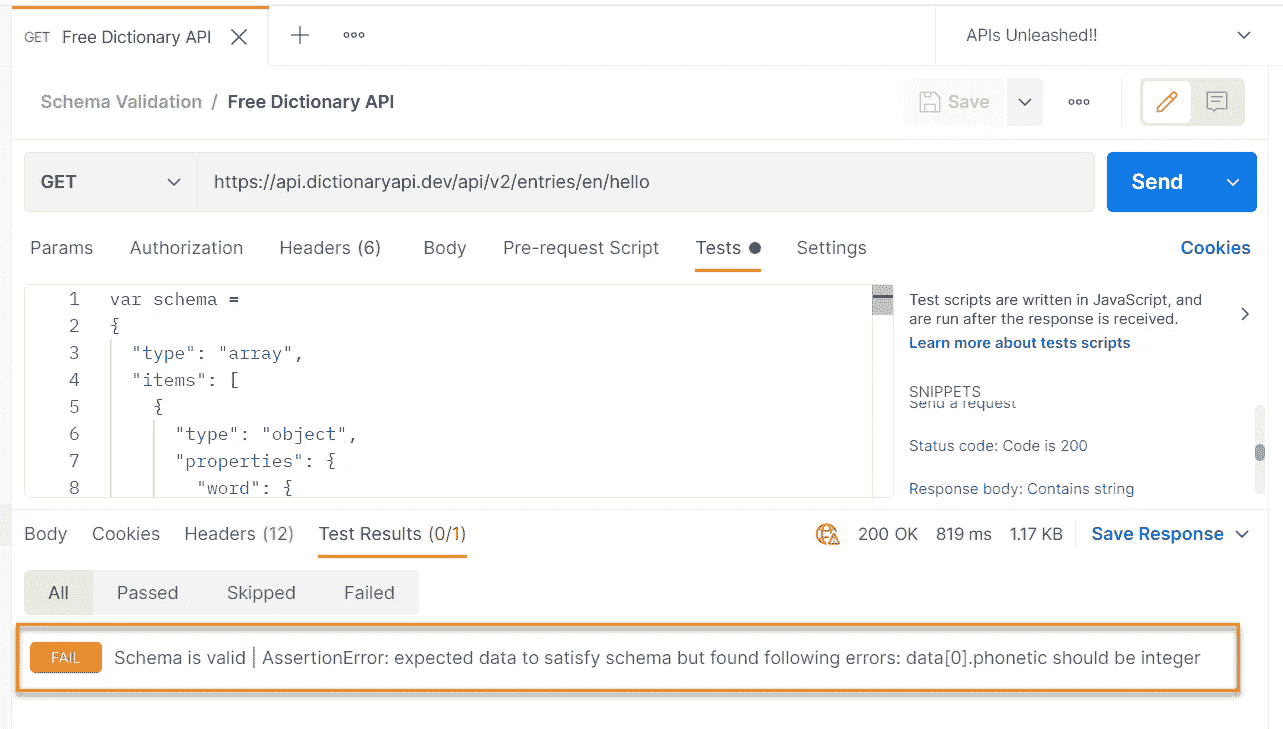 GET Free Dictionary API
APIs Unleashed!!
Schema Validation / Free Dictionary API
Save
GET
https://api.dictionaryapi.dev/api/v2/entries/en/hello
Send
Params Authorization Headers (6) Body Pre-request Script Tests Settings Cookies
1 var schema =
2 {
3 "type": "array",
4 "items": [
5 {
6 "type": "object",
7 "properties": {
8 "word": {
Test scripts are written in JavaScript, and
are run after the response is received.
Learn more about tests scripts
SNIPPETS
Send a request
Status code: Code is 200
Response body: Contains string
Body Cookies Headers (12) Test Results (0/1) 200 OK 819 ms 1.17 KB Save Response
All Passed Skipped Failed
FAIL Schema is valid | AssertionError: expected data to satisfy schema but found following errors: data[0].phonetic should be integer